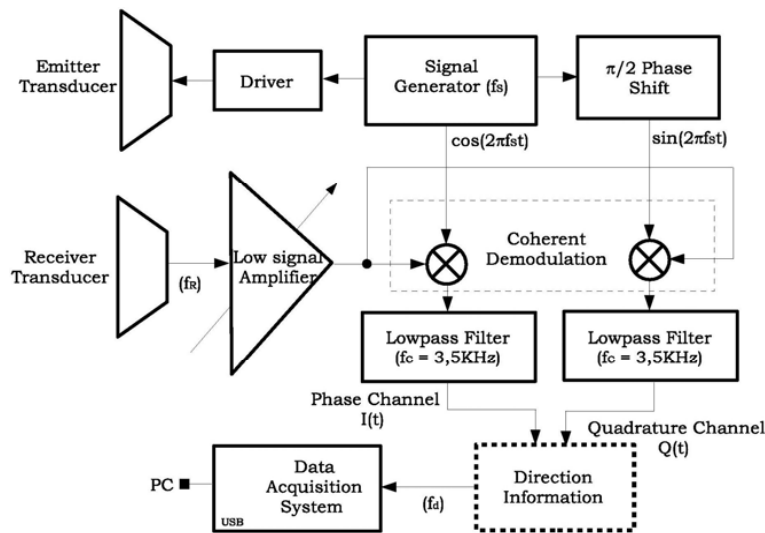 Emitter
Transducer
Driver
Signal
Generator (fs)
π/2 Phase
Shift
cos(2πfst)
sin(2πfst)
Receiver
Transducer
(fR)
Low signal
Amplifier
Coherent
Demodulation
Lowpass Filter
(fc = 3,5KHz)
Lowpass Filter
(fc = 3,5KHz)
Phase Channel
I(t)
Quadrature Channel
Q(t)
PC
Data
Acquisition
System
USB
(fd)
Direction
Information